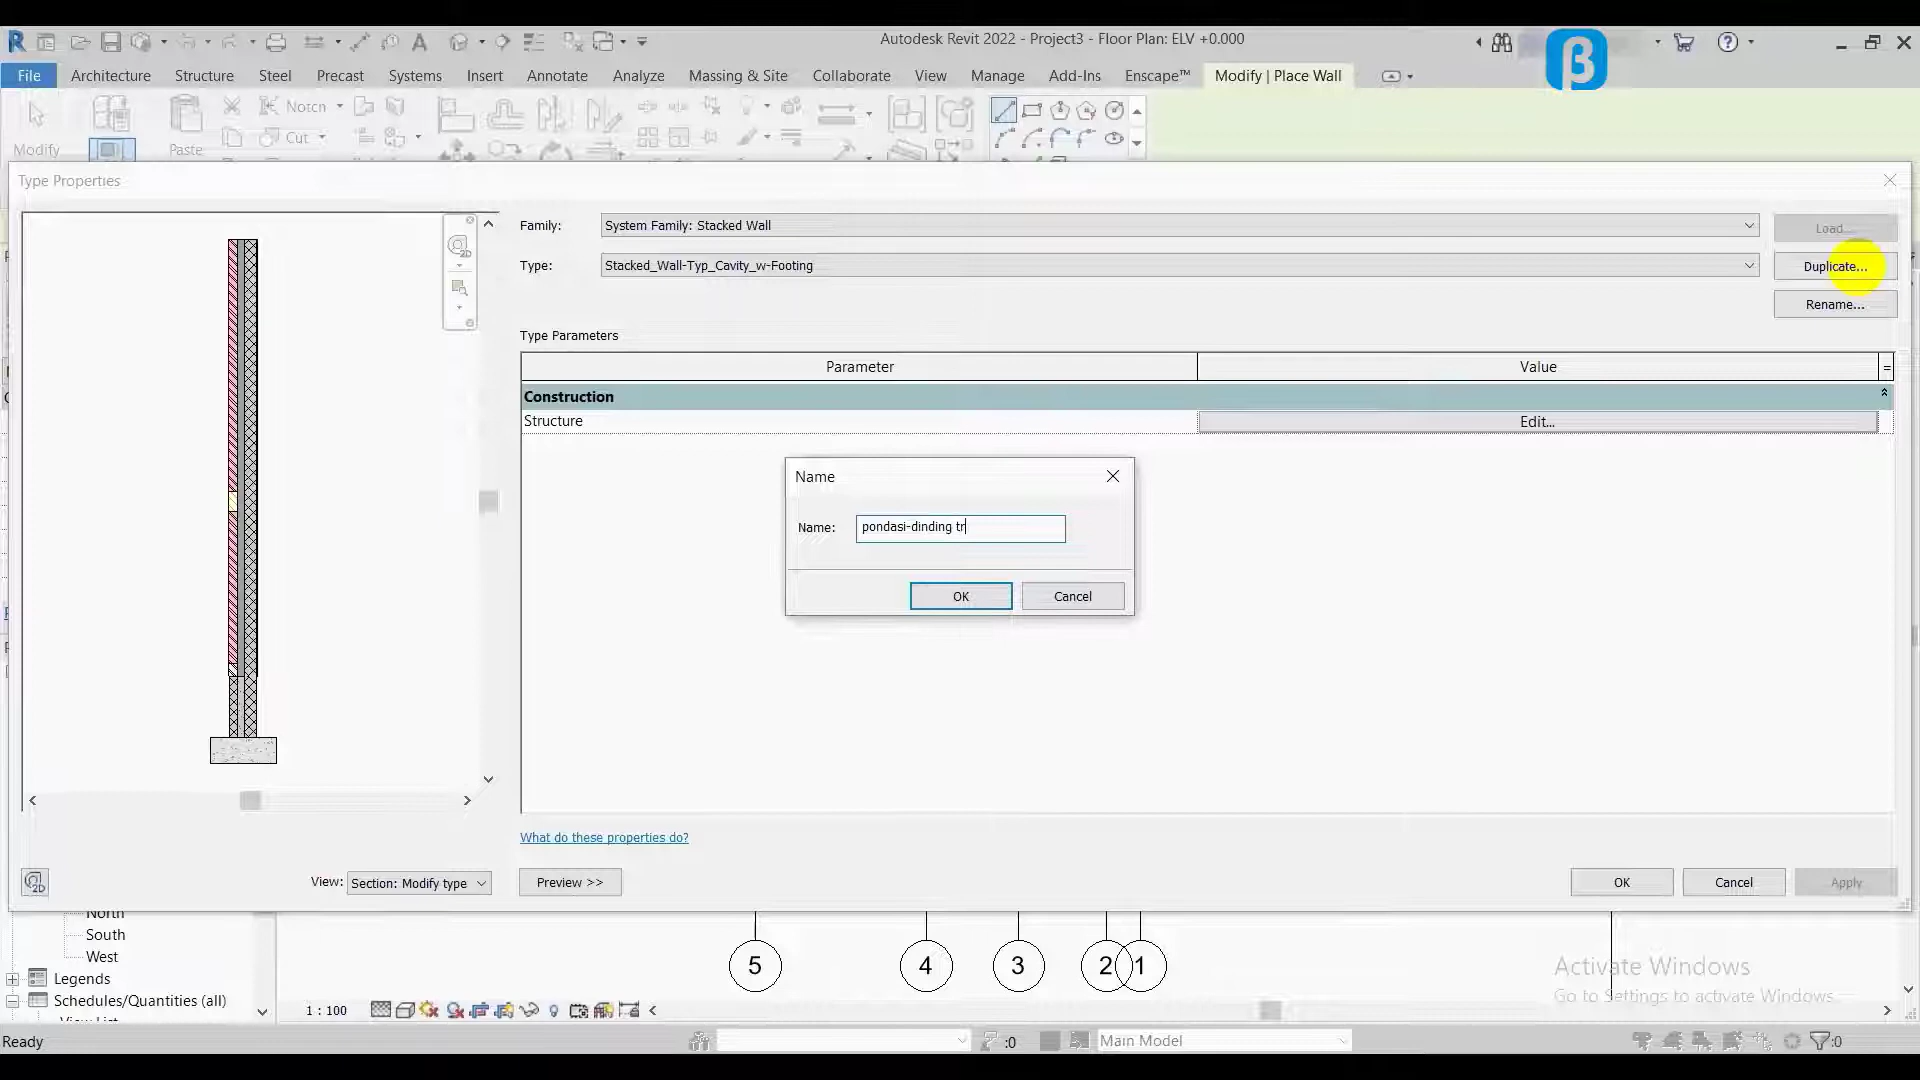 Autodesk Revit 2022 - Project3 - Floor Plan: ELV +0.000
File Architecture Structure Steel Precast Systems Insert Annotate Analyze Massing & Site Collaborate View Manage Add-Ins Enscape™ Modify | Place Wall
Notch
Cut
Modify
Paste
Type Properties
Family: System Family: Stacked Wall Load...
Type: Stacked_Wall-Typ_Cavity_w-Footing Duplicate...
Rename...
Type Parameters
Parameter Value =
Construction
Structure Edit...
Name
Name: pondasi-dinding tr
OK Cancel
What do these properties do?
View: Section: Modify type Preview >> OK Cancel Apply
North
South
West
Legends
Schedules/Quantities (all)
5 4 3 2 1
Activate Windows
Go to Settings to activate Windows.
1 : 100
Ready :0 Main Model :0